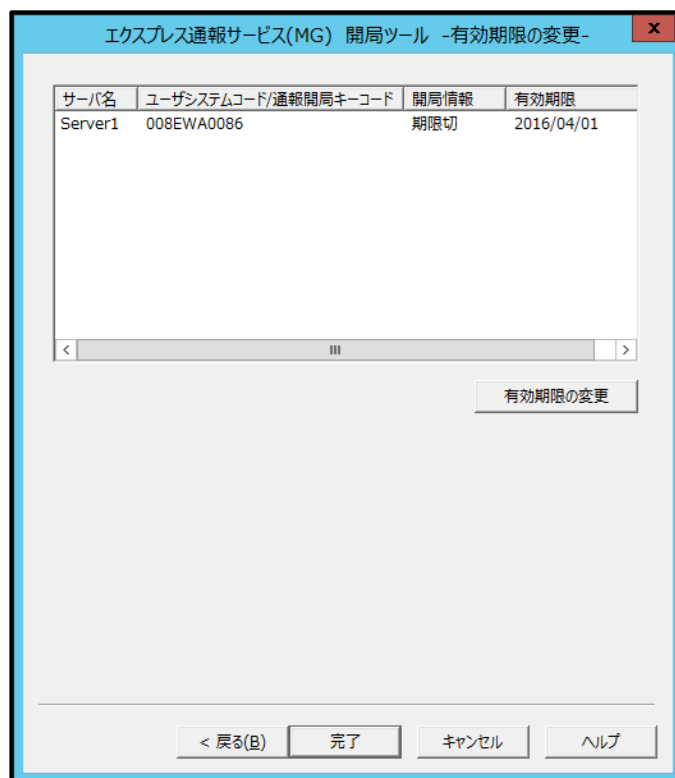 エクスプレス通報サービス(MG) 開局ツール -有効期限の変更-
x
サーバ名 ユーザシステムコード/通報開局キーコード 開局情報 有効期限
Server1 008EWA0086 期限切 2016/04/01
有効期限の変更
< 戻る(B) 完了 キャンセル ヘルプ